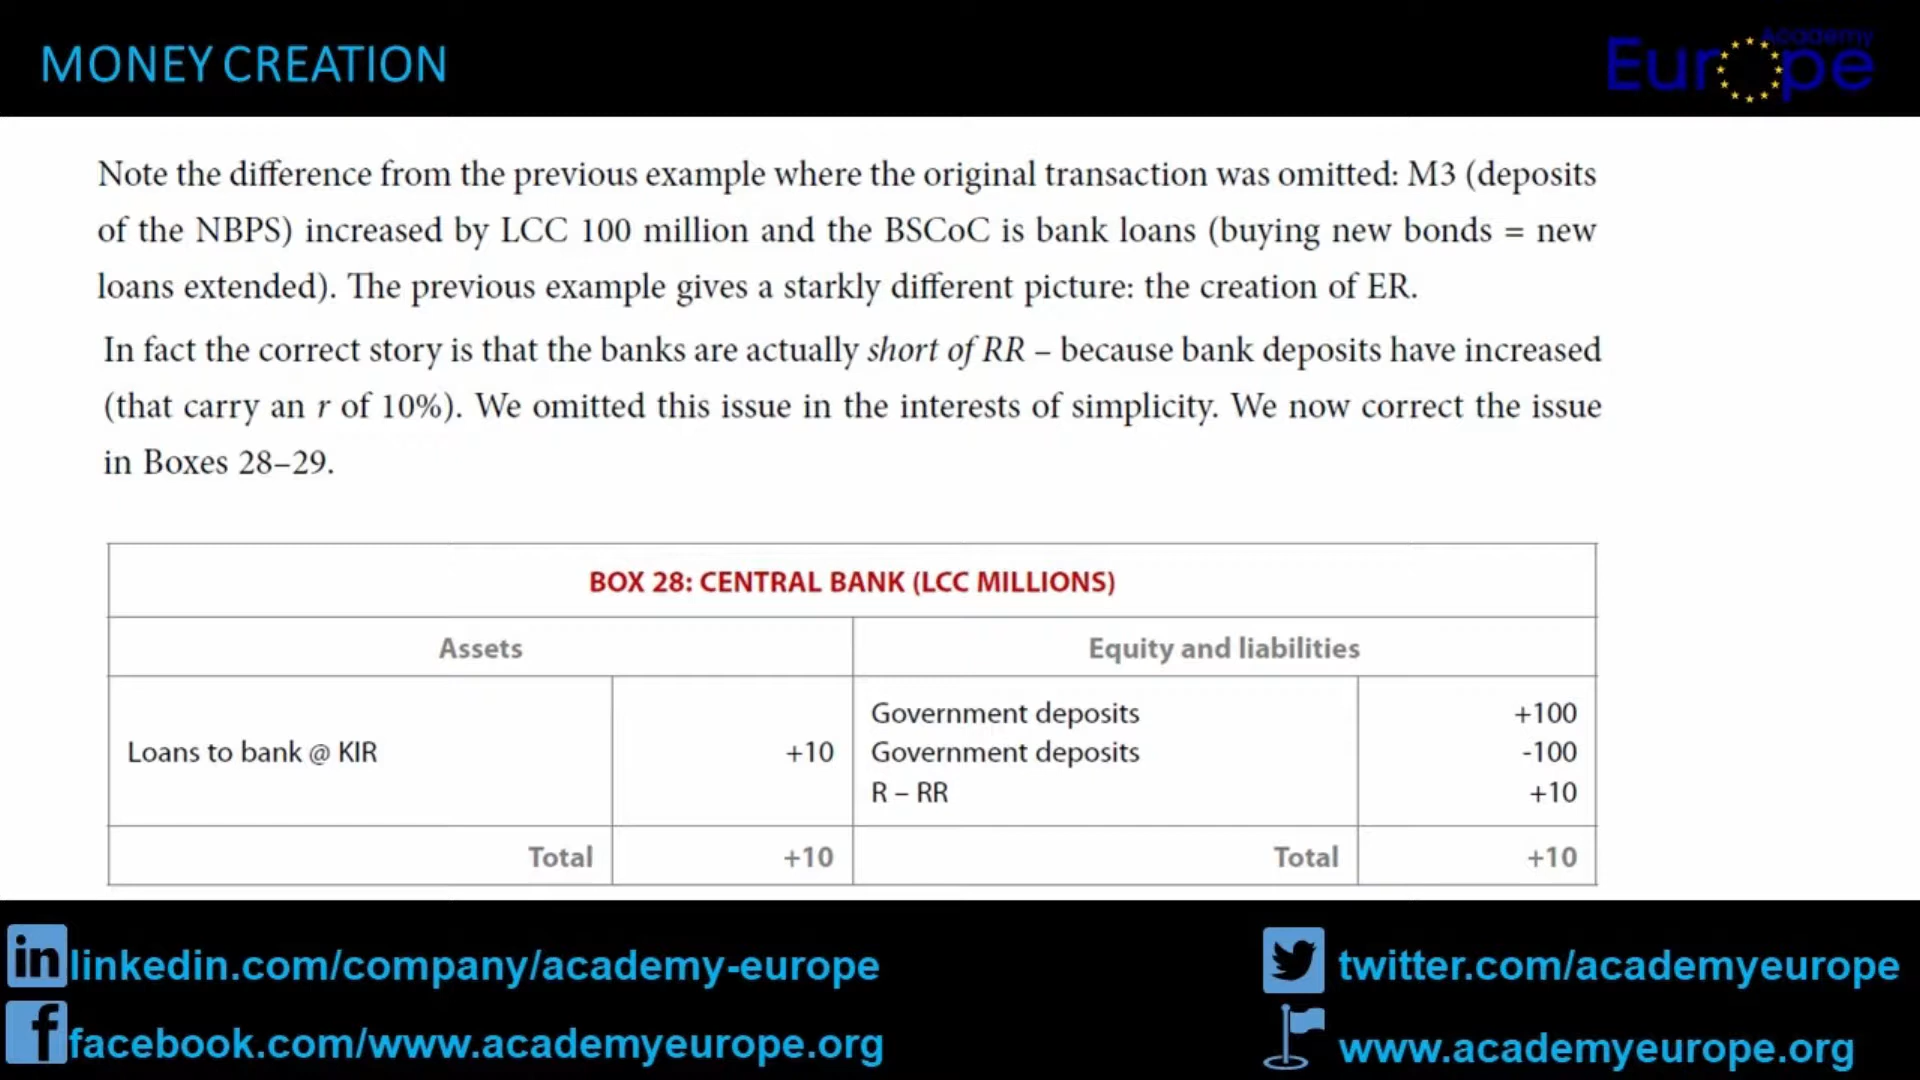 MONEY CREATION
Academy
Europe
Note the difference from the previous example where the original transaction was omitted: M3 (deposits
of the NBPS) increased by LCC 100 million and the BSCoC is bank loans (buying new bonds = new
loans extended). The previous example gives a starkly different picture: the creation of ER.
In fact the correct story is that the banks are actually short of RR – because bank deposits have increased
(that carry an r of 10%). We omitted this issue in the interests of simplicity. We now correct the issue
in Boxes 28–29.
BOX 28: CENTRAL BANK (LCC MILLIONS)
Assets Equity and liabilities
Government deposits +100
Loans to bank @ KIR +10 Government deposits -100
R – RR +10
Total +10 Total +10
in linkedin.com/company/academy-europe
twitter.com/academyeurope
f facebook.com/www.academyeurope.org
www.academyeurope.org